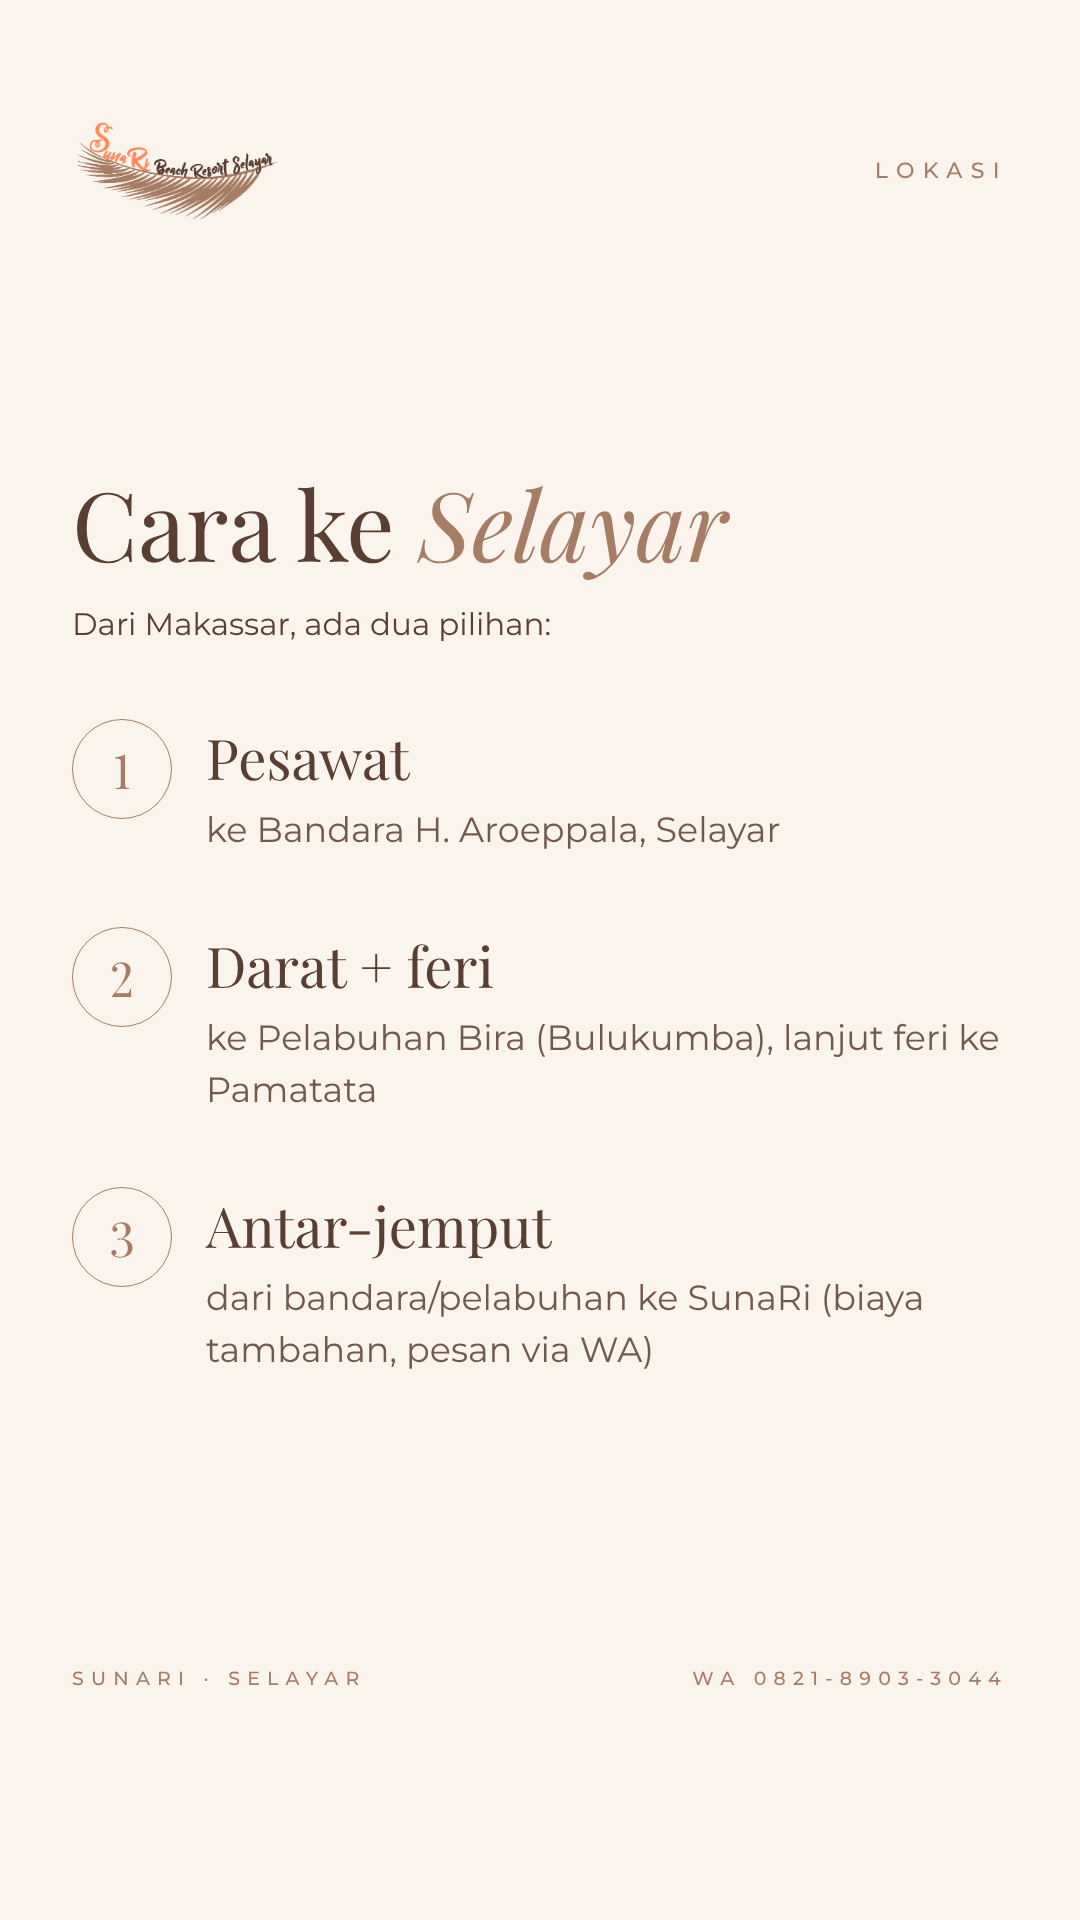 SunaRi Beach Resort Selayar
LOKASI
Cara ke Selayar
Dari Makassar, ada dua pilihan:
1
Pesawat
ke Bandara H. Aroeppala, Selayar
2
Darat + feri
ke Pelabuhan Bira (Bulukumba), lanjut feri ke
Pamatata
3
Antar-jemput
dari bandara/pelabuhan ke SunaRi (biaya
tambahan, pesan via WA)
SUNARI · SELAYAR
WA 0821-8903-3044